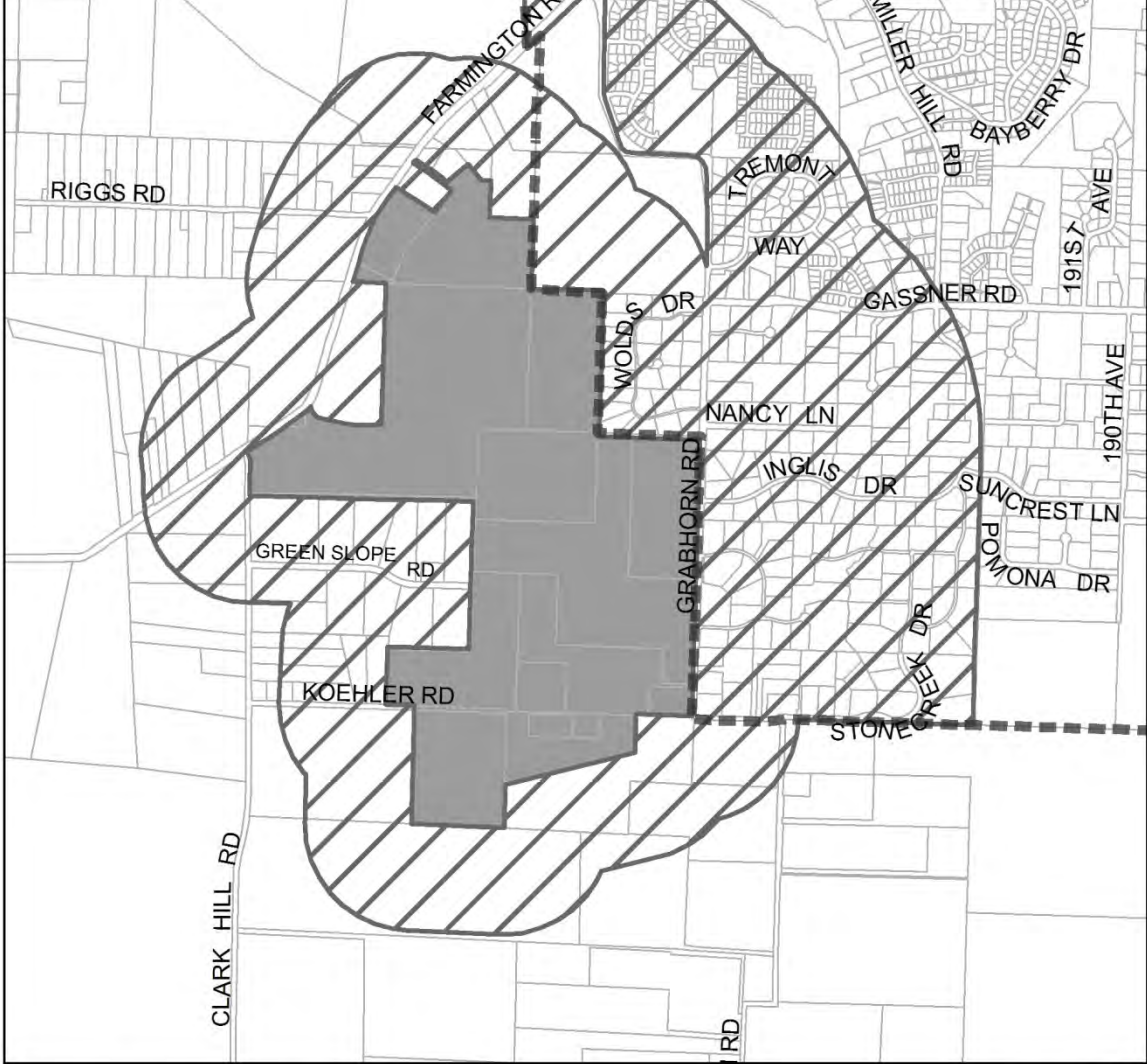 FARMINGTON R
MILLER HILL RD
BAYBERRY DR
RIGGS RD
TREMONT
WAY
191ST AVE
GASSNER RD
WOLDS DR
190TH AVE
NANCY LN
INGLIS DR
SUNCREST LN
GRABHORN RD
GREEN SLOPE RD
POMONA DR
KOEHLER RD
STONECREEK DR
CLARK HILL RD
RD